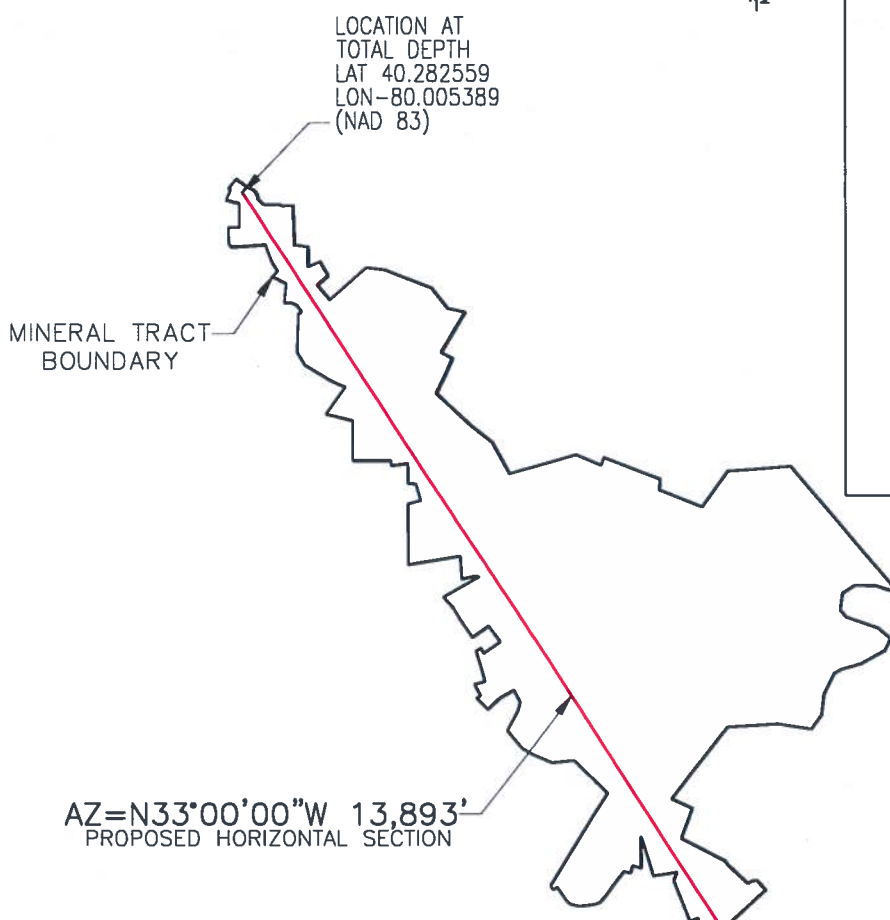 LOCATION AT
TOTAL DEPTH
LAT 40.282559
LON-80.005389
(NAD 83)
MINERAL TRACT
BOUNDARY
AZ=N33°00'00"W 13,893'
PROPOSED HORIZONTAL SECTION